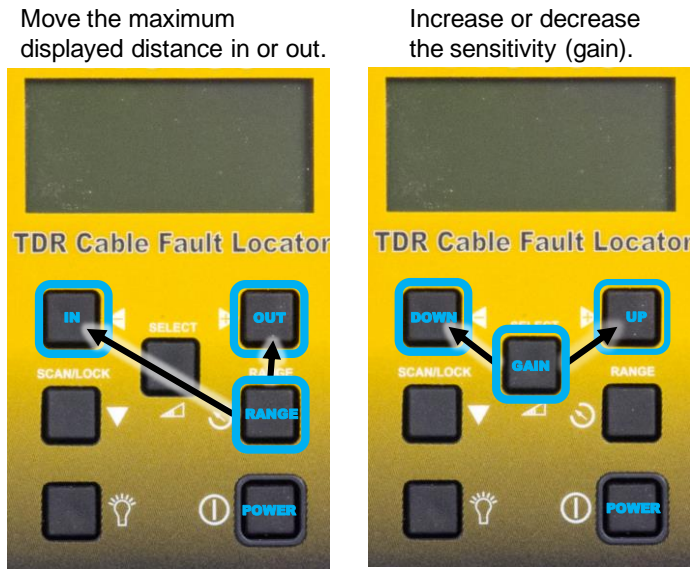 Move the maximum
displayed distance in or out.
Increase or decrease
the sensitivity (gain).
TDR Cable Fault Locator
IN
OUT
SELECT
SCAN/LOCK
RANGE
RANGE
POWER
TDR Cable Fault Locator
DOWN
UP
SELECT
GAIN
SCAN/LOCK
RANGE
POWER